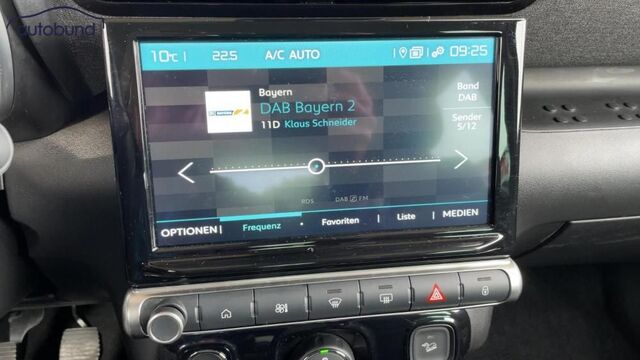 autobund
10°C 22.5 A/C AUTO 09:25
Bayern
DAB Bayern 2
11D Klaus Schneider
Band
DAB
Sender
5/12
RDS DAB FM
OPTIONEN Frequenz Favoriten Liste MEDIEN